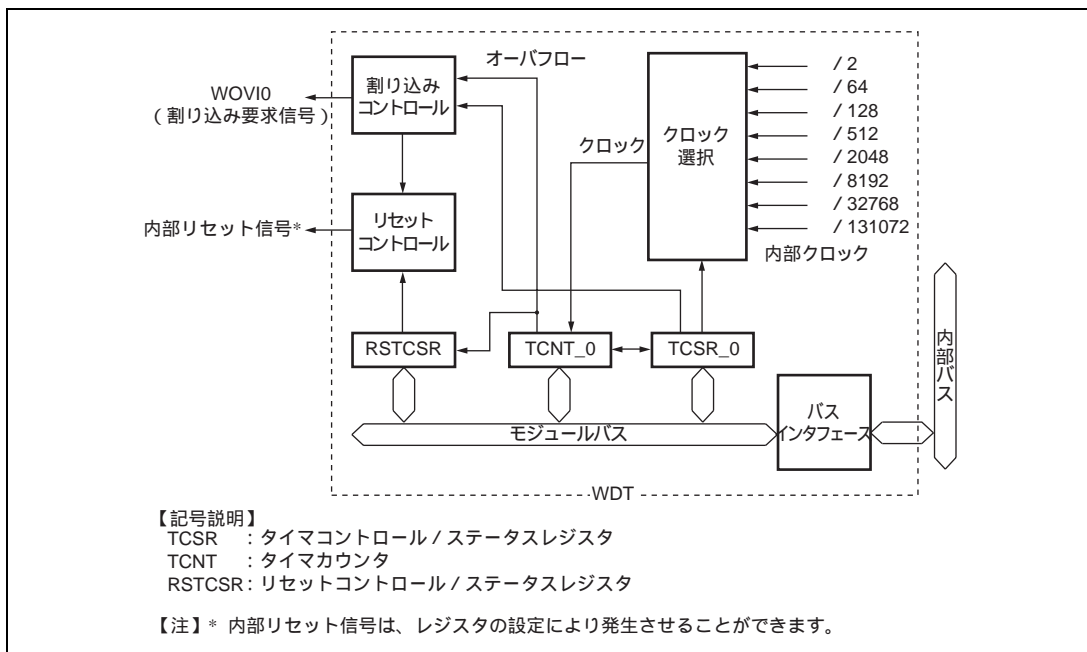 オーバフロー
割り込み
コントロール
WOVI0
(割り込み要求信号)
リセット
コントロール
内部リセット信号*
クロック
クロック
選択
/ 2
/ 64
/ 128
/ 512
/ 2048
/ 8192
/ 32768
/ 131072
内部クロック
RSTCSR
TCNT_0
TCSR_0
モジュールバス
バス
インタフェース
内部バス
WDT
【記号説明】
TCSR :タイマコントロール / ステータスレジスタ
TCNT :タイマカウンタ
RSTCSR:リセットコントロール / ステータスレジスタ
【注】* 内部リセット信号は、レジスタの設定により発生させることができます。